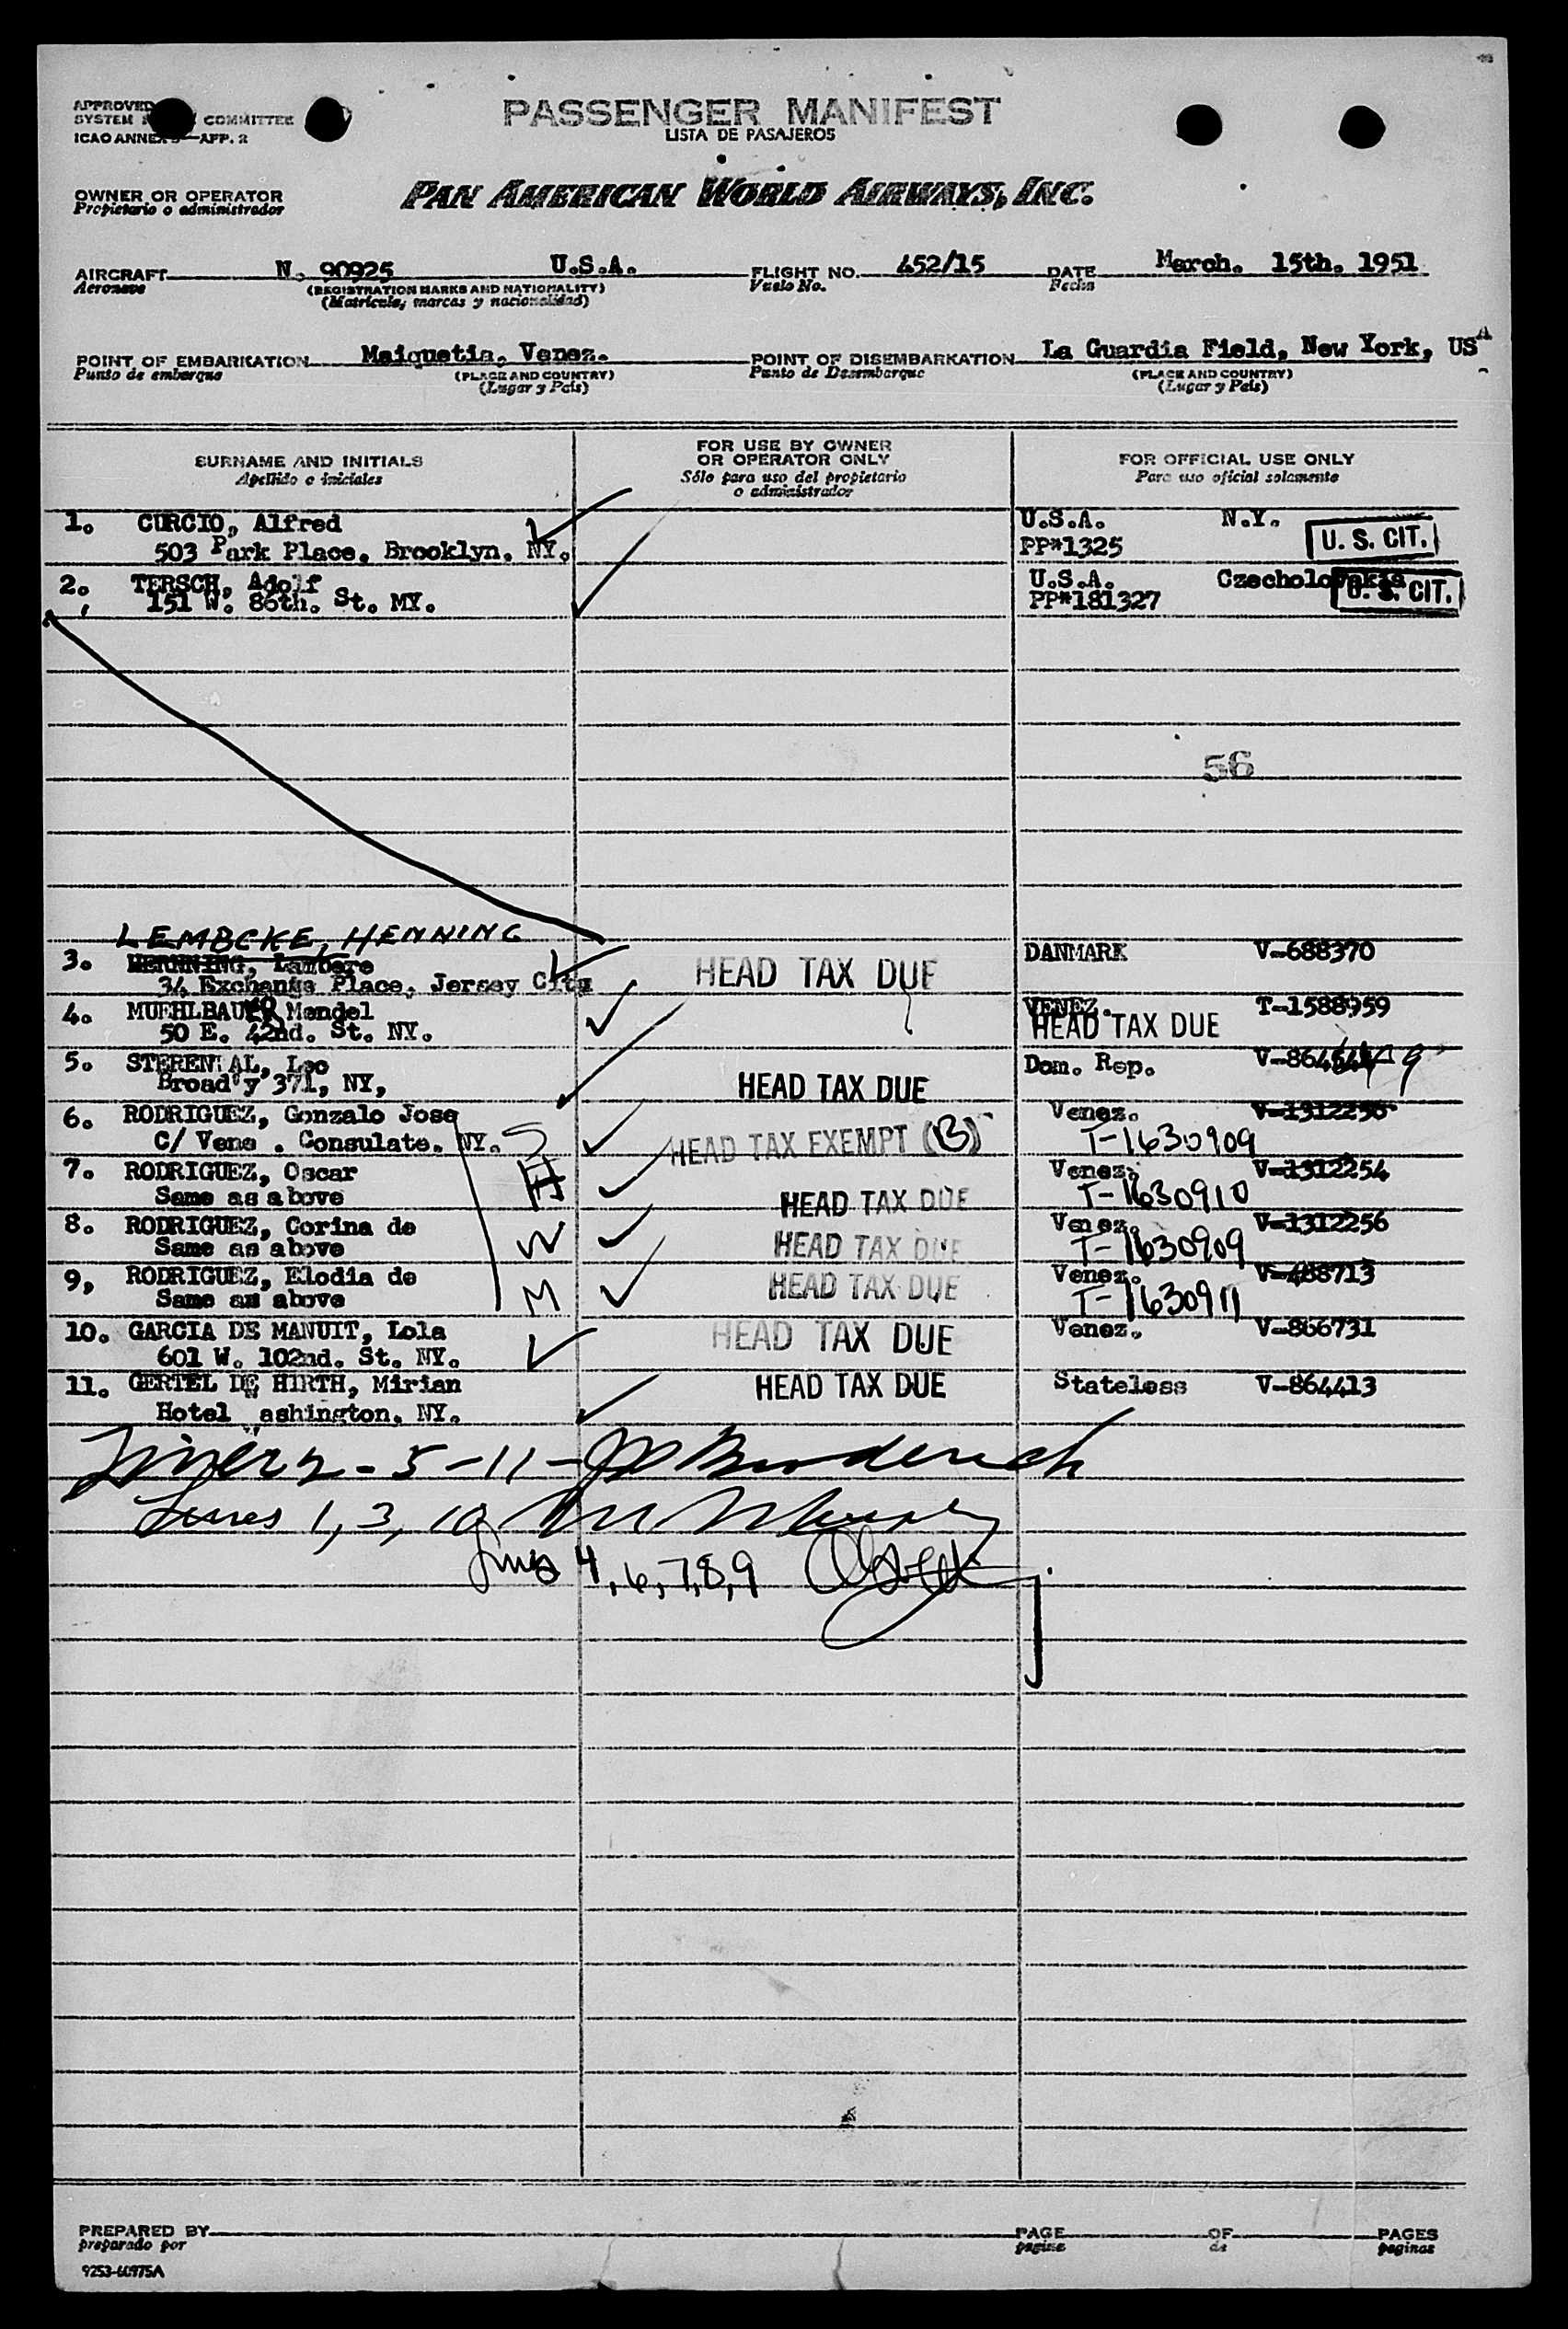 APPROVED
SYSTEM COMMITTEE
ICAO ANNEX APP. 2
PASSENGER MANIFEST
LISTA DE PASAJEROS
OWNER OR OPERATOR
Propietario o administrador
PAN AMERICAN WORLD AIRWAYS, INC.
AIRCRAFT N. 90925 U.S.A. FLIGHT NO. 452/15 DATE March. 15th. 1951
Aeronave (REGISTRATION MARKS AND NATIONALITY) Vuelo No. Fecha
(Matricula, marcas y nacionalidad)
POINT OF EMBARKATION Maiquetia, Venez. POINT OF DISEMBARKATION La Guardia Field, New York, USA
Punto de embarque (PLACE AND COUNTRY) Punto de Desembarque (PLACE AND COUNTRY)
(Lugar y País) (Lugar y País)
SURNAME AND INITIALS
Apellido e iniciales
FOR USE BY OWNER
OR OPERATOR ONLY
Sólo para uso del propietario
o administrador
FOR OFFICIAL USE ONLY
Para uso oficial solamente
1. CURCIO, Alfred U.S.A. N.Y.
503 Park Place. Brooklyn. NY. PP#1325 U. S. CIT.
2. TERSCH, Adolf U.S.A. Czecholovakia
151 W. 86th. St. MY. PP#181327 U. S. CIT.
56
LEMBCKE, HENNING
3. HENNING, DANMARK V-688370
34 Exchange Place, Jersey City HEAD TAX DUE
4. MUEHLBAUER Mendel VENEZ. T-1588959
50 E. 42nd. St. NY. HEAD TAX DUE
5. Leo Dom. Rep.
371, NY, HEAD TAX DUE
6. RODRIGUEZ, Gonzalo Jose Venez.
C/ Vene . Consulate. NY. HEAD TAX EXEMPT (B) T-1630909
7. RODRIGUEZ, Oscar H Venez. V-1312254
Same as above HEAD TAX DUE T-1630910
8. RODRIGUEZ, Corina de Venez. V-1312256
Same as above W HEAD TAX DUE T-1630909
9, RODRIGUEZ, Elodia de Venez. V-488713
Same as above M HEAD TAX DUE T-1630911
10. GARCIA DE MANUIT, Lola HEAD TAX DUE Venez. V-866731
601 W. 102nd. St. NY.
11. GERTEL DE HIRTH, Mirian HEAD TAX DUE Stateless V-864413
Hotel ashington. NY.
2 - 5 - 11 -
Lines 1, 3, 10
Lines 4, 6, 7, 8, 9
PREPARED BY PAGE OF PAGES
preparado por pagina de paginas
9253-60975A